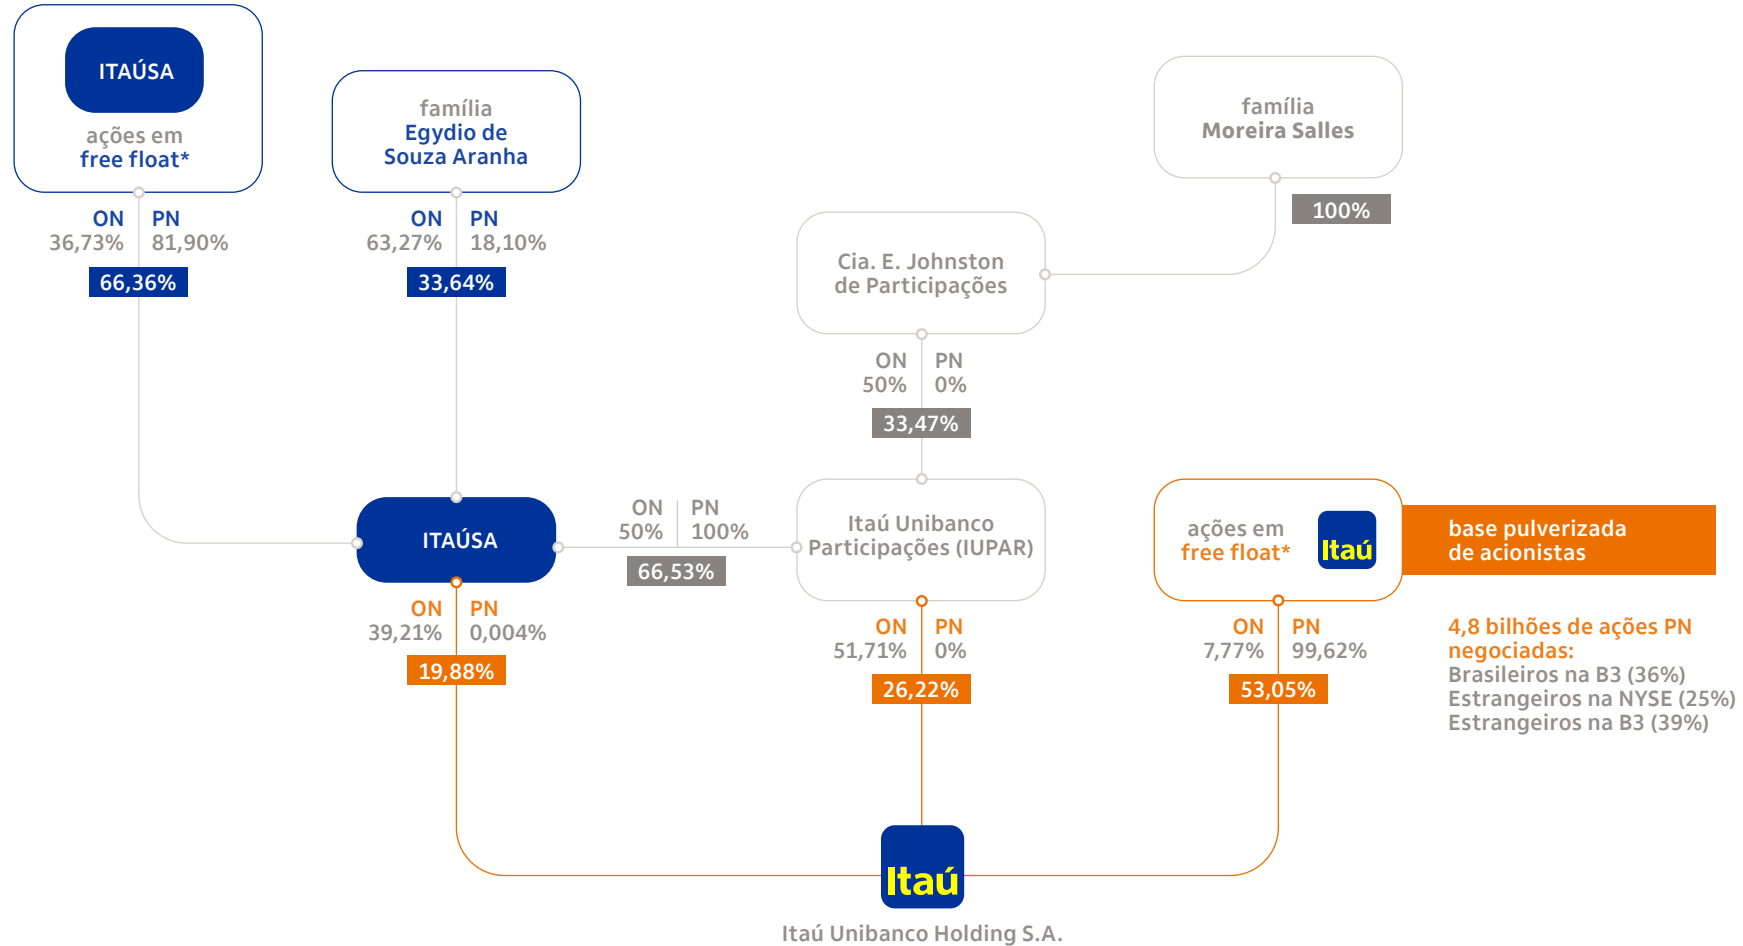 ITAÚSA
ações em
free float*
ON PN
36,73% 81,90%
66,36%
família
Egydio de
Souza Aranha
ON PN
63,27% 18,10%
33,64%
família
Moreira Salles
100%
Cia. E. Johnston
de Participações
ON PN
50% 0%
33,47%
ITAÚSA
ON PN
50% 100%
66,53%
Itaú Unibanco
Participações (IUPAR)
ações em
free float*
Itaú
base pulverizada
de acionistas
ON PN
39,21% 0,004%
19,88%
ON PN
51,71% 0%
26,22%
ON PN
7,77% 99,62%
53,05%
4,8 bilhões de ações PN
negociadas:
Brasileiros na B3 (36%)
Estrangeiros na NYSE (25%)
Estrangeiros na B3 (39%)
Itaú
Itaú Unibanco Holding S.A.